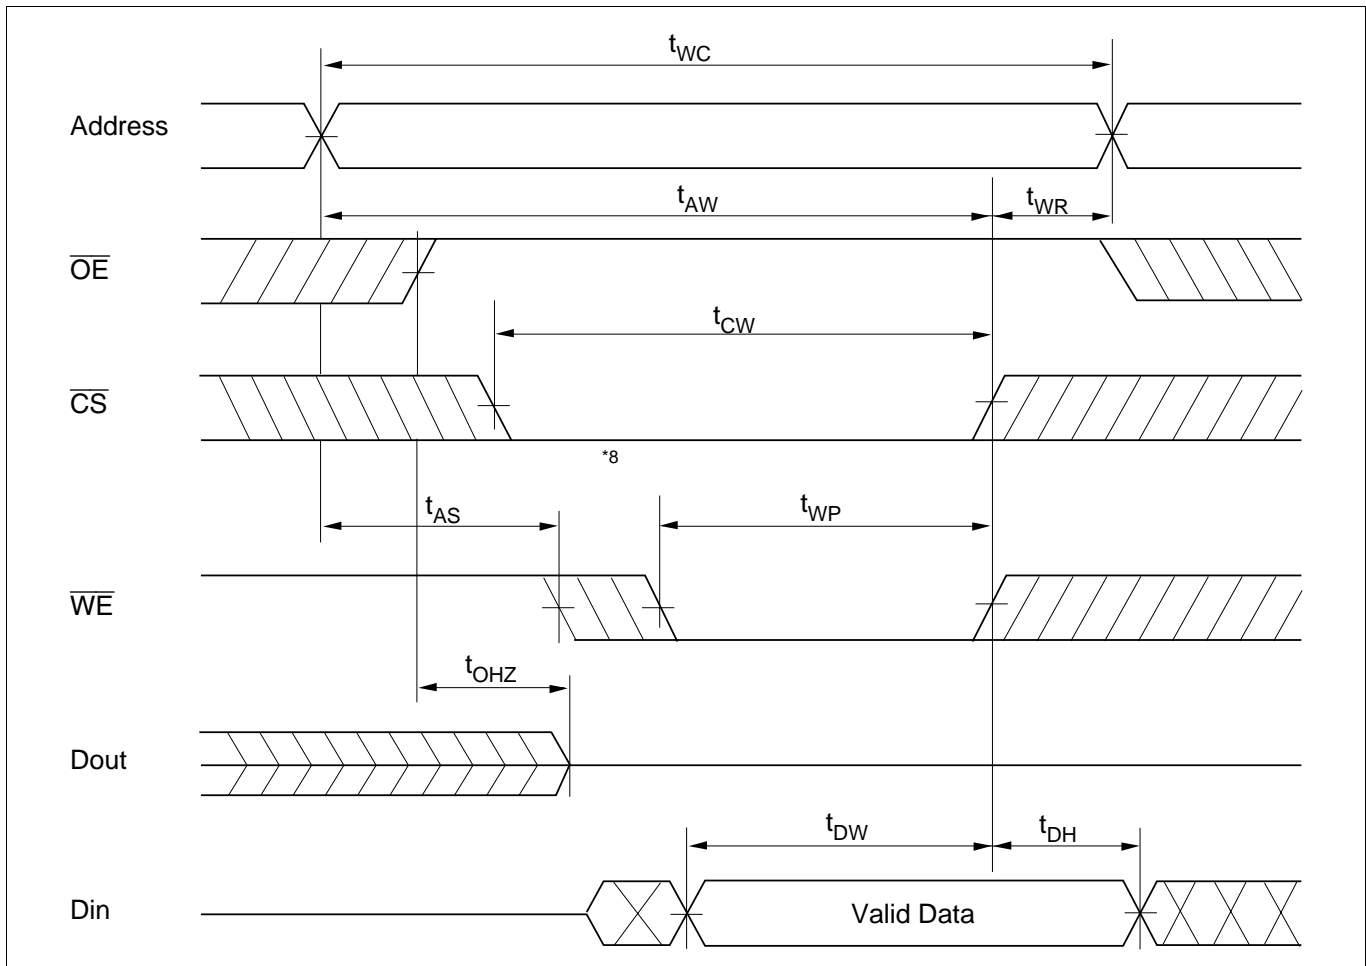 tWC
Address
tAW
tWR
OE
tCW
CS
*8
tAS
tWP
WE
tOHZ
Dout
tDW
tDH
Din
Valid Data